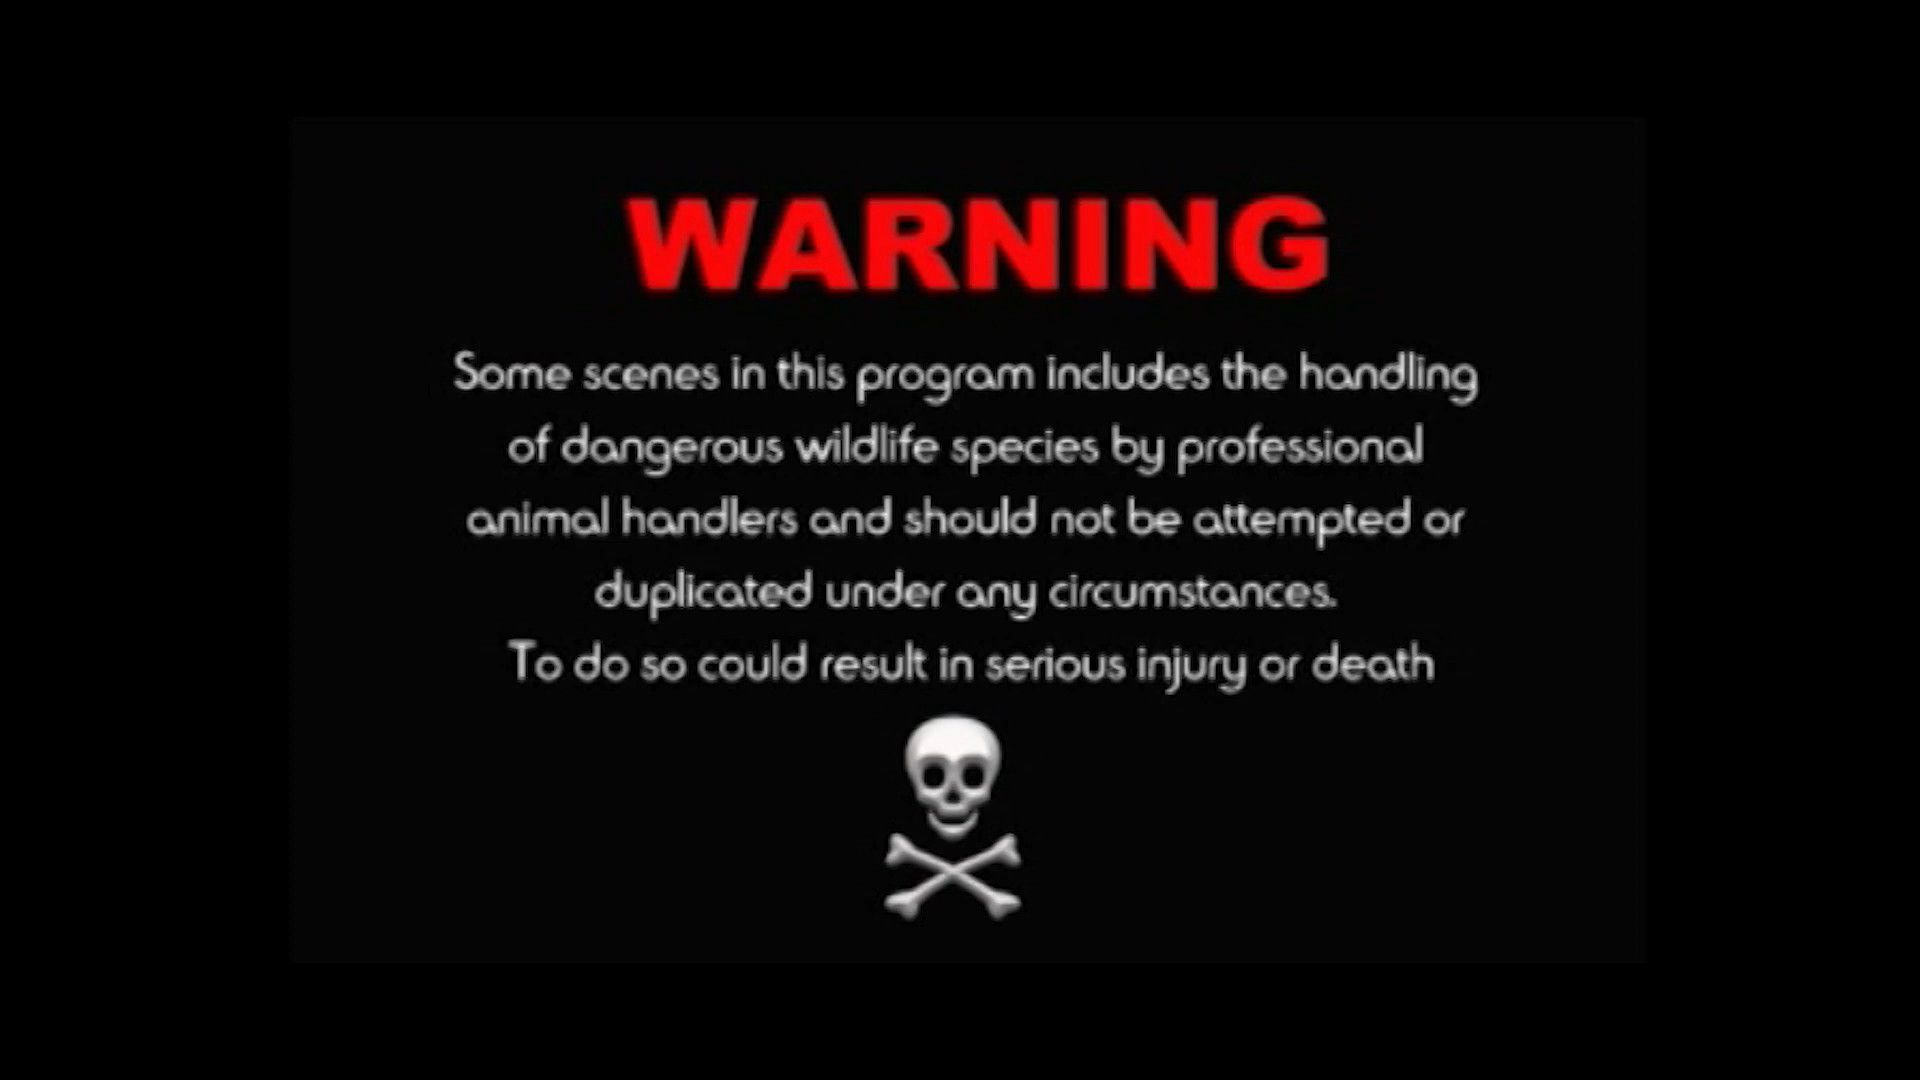 WARNING
Some scenes in this program includes the handling
of dangerous wildlife species by professional
animal handlers and should not be attempted or
duplicated under any circumstances.
To do so could result in serious injury or death